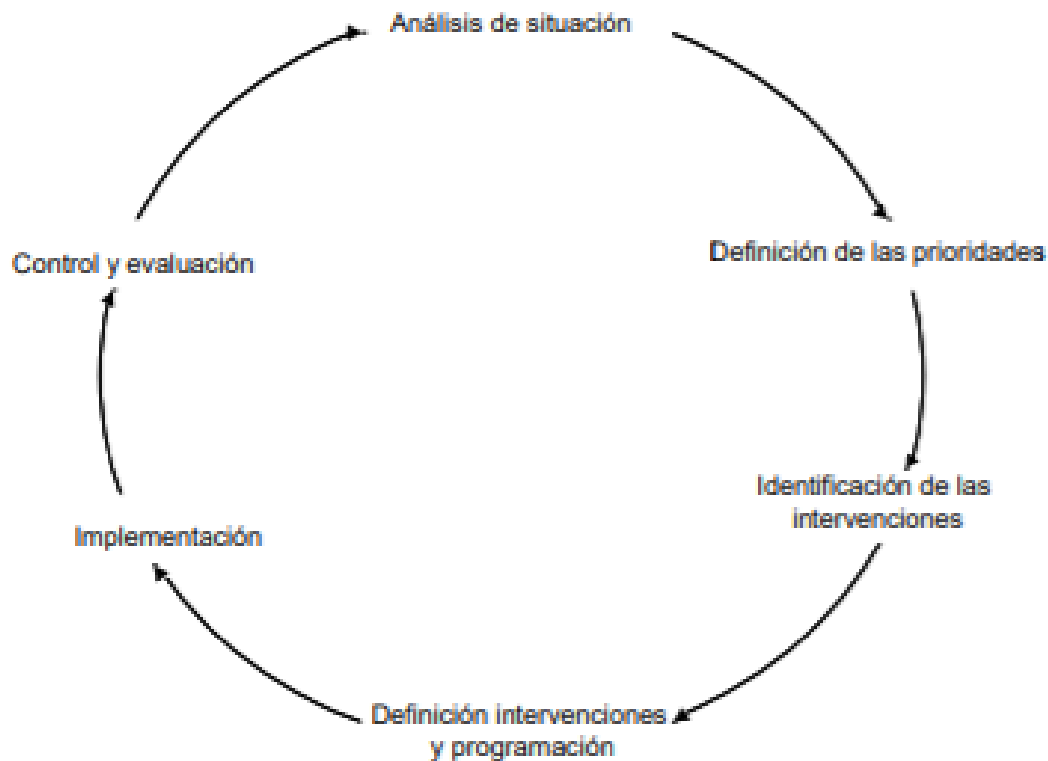 Análisis de situación
Definición de las prioridades
Identificación de las
intervenciones
Definición intervenciones
y programación
Implementación
Control y evaluación